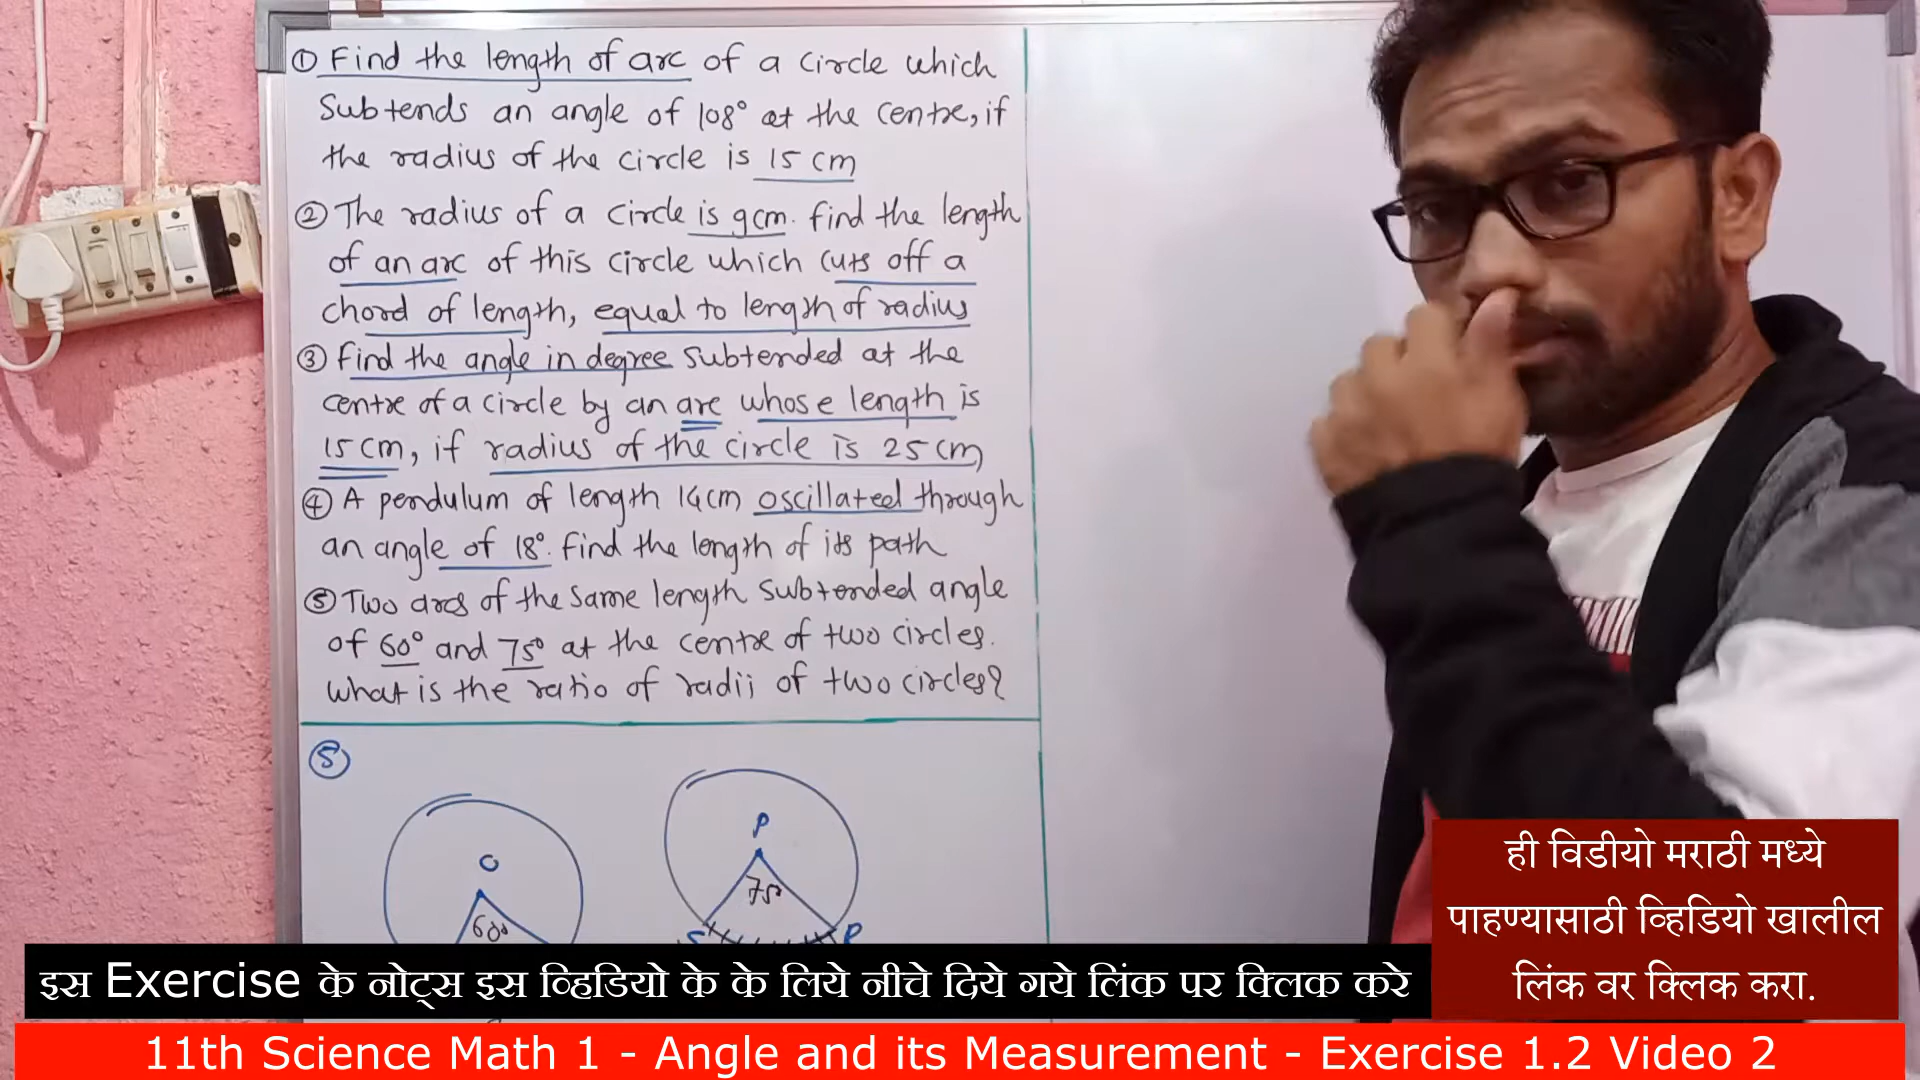 ① Find the length of arc of a circle which
subtends an angle of 108° at the centre, if
the radius of the circle is 15 cm
② The radius of a circle is 9cm. find the length
of an arc of this circle which cuts off a
chord of length, equal to length of radius
③ Find the angle in degree subtended at the
centre of a circle by an arc whose length is
15 cm, if radius of the circle is 25 cm
④ A pendulum of length 14cm oscillated through
an angle of 18°. find the length of its path
⑤ Two arcs of the same length subtended angle
of 60° and 75° at the centre of two circles.
What is the ratio of radii of two circles?
⑤
P
O
75°
60°
S R
ही विडीयो मराठी मध्ये
पाहण्यासाठी व्हिडियो खालील
लिंक वर क्लिक करा.
इस Exercise के नोट्स इस व्हिडियो के के लिये नीचे दिये गये लिंक पर क्लिक करे
11th Science Math 1 - Angle and its Measurement - Exercise 1.2 Video 2